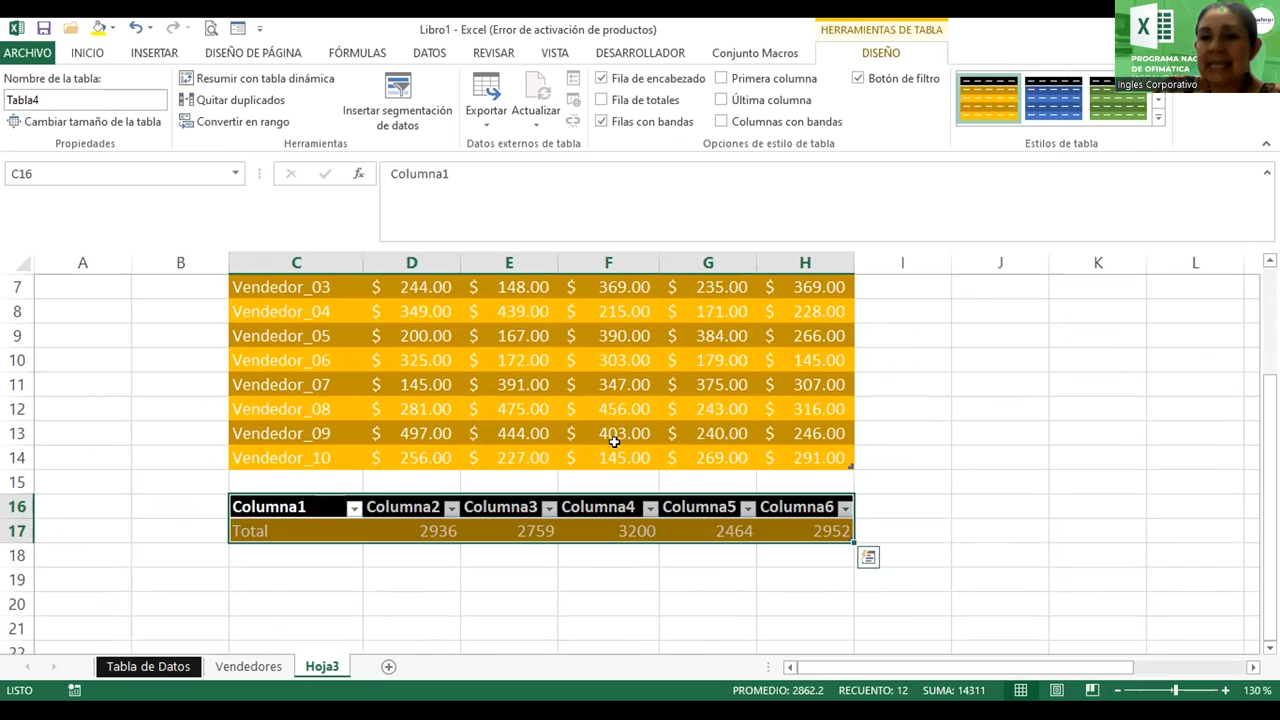 Libro1 - Excel (Error de activación de productos)
HERRAMIENTAS DE TABLA
ARCHIVO INICIO INSERTAR DISEÑO DE PÁGINA FÓRMULAS DATOS REVISAR VISTA DESARROLLADOR Conjunto Macros DISEÑO
PROGRAMA NAC
DE OFIMÁTICA
Ingles Corporativo
Nombre de la tabla:
Tabla4
Cambiar tamaño de la tabla
Propiedades
Resumir con tabla dinámica
Quitar duplicados
Convertir en rango
Insertar segmentación
de datos
Herramientas
Exportar Actualizar
Datos externos de tabla
Fila de encabezado Primera columna Botón de filtro
Fila de totales Última columna
Filas con bandas Columnas con bandas
Opciones de estilo de tabla
Estilos de tabla
C16 fx Columna1
A B C D E F G H I J K L
7 Vendedor_03 $ 244.00 $ 148.00 $ 369.00 $ 235.00 $ 369.00
8 Vendedor_04 $ 349.00 $ 439.00 $ 215.00 $ 171.00 $ 228.00
9 Vendedor_05 $ 200.00 $ 167.00 $ 390.00 $ 384.00 $ 266.00
10 Vendedor_06 $ 325.00 $ 172.00 $ 303.00 $ 179.00 $ 145.00
11 Vendedor_07 $ 145.00 $ 391.00 $ 347.00 $ 375.00 $ 307.00
12 Vendedor_08 $ 281.00 $ 475.00 $ 456.00 $ 243.00 $ 316.00
13 Vendedor_09 $ 497.00 $ 444.00 $ 403.00 $ 240.00 $ 246.00
14 Vendedor_10 $ 256.00 $ 227.00 $ 145.00 $ 269.00 $ 291.00
15
16 Columna1 Columna2 Columna3 Columna4 Columna5 Columna6
17 Total 2936 2759 3200 2464 2952
18
19
20
21
22
Tabla de Datos Vendedores Hoja3
LISTO PROMEDIO: 2862.2 RECUENTO: 12 SUMA: 14311 130 %